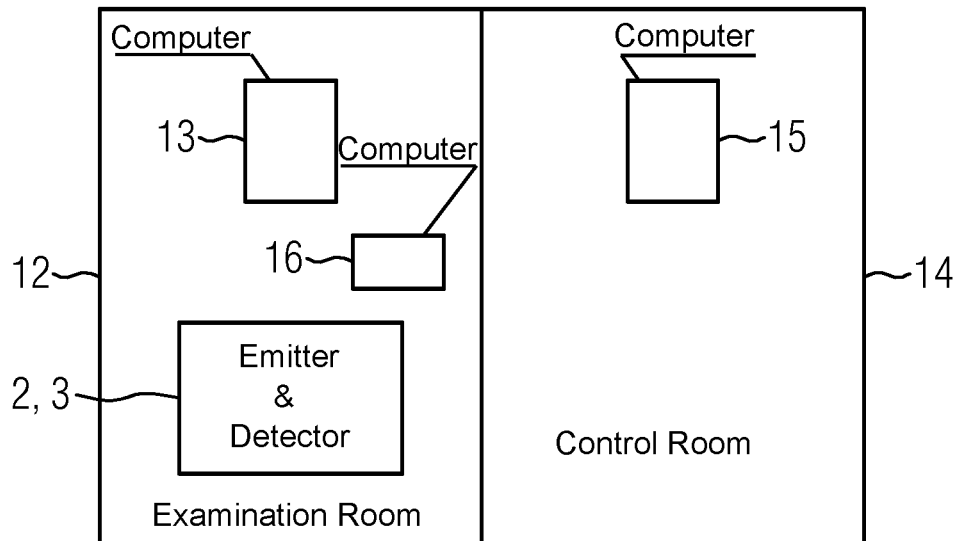 Computer
Computer
13
15
Computer
16
12
14
Emitter
&
Detector
2, 3
Control Room
Examination Room